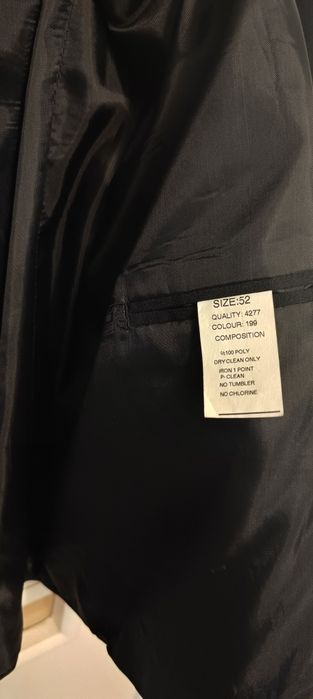 SIZE:52
QUALITY: 4277
COLOUR: 199
COMPOSITION
%100 POLY
DRY CLEAN ONLY
IRON 1 POINT
P- CLEAN
NO TUMBLER
NO CHLORINE